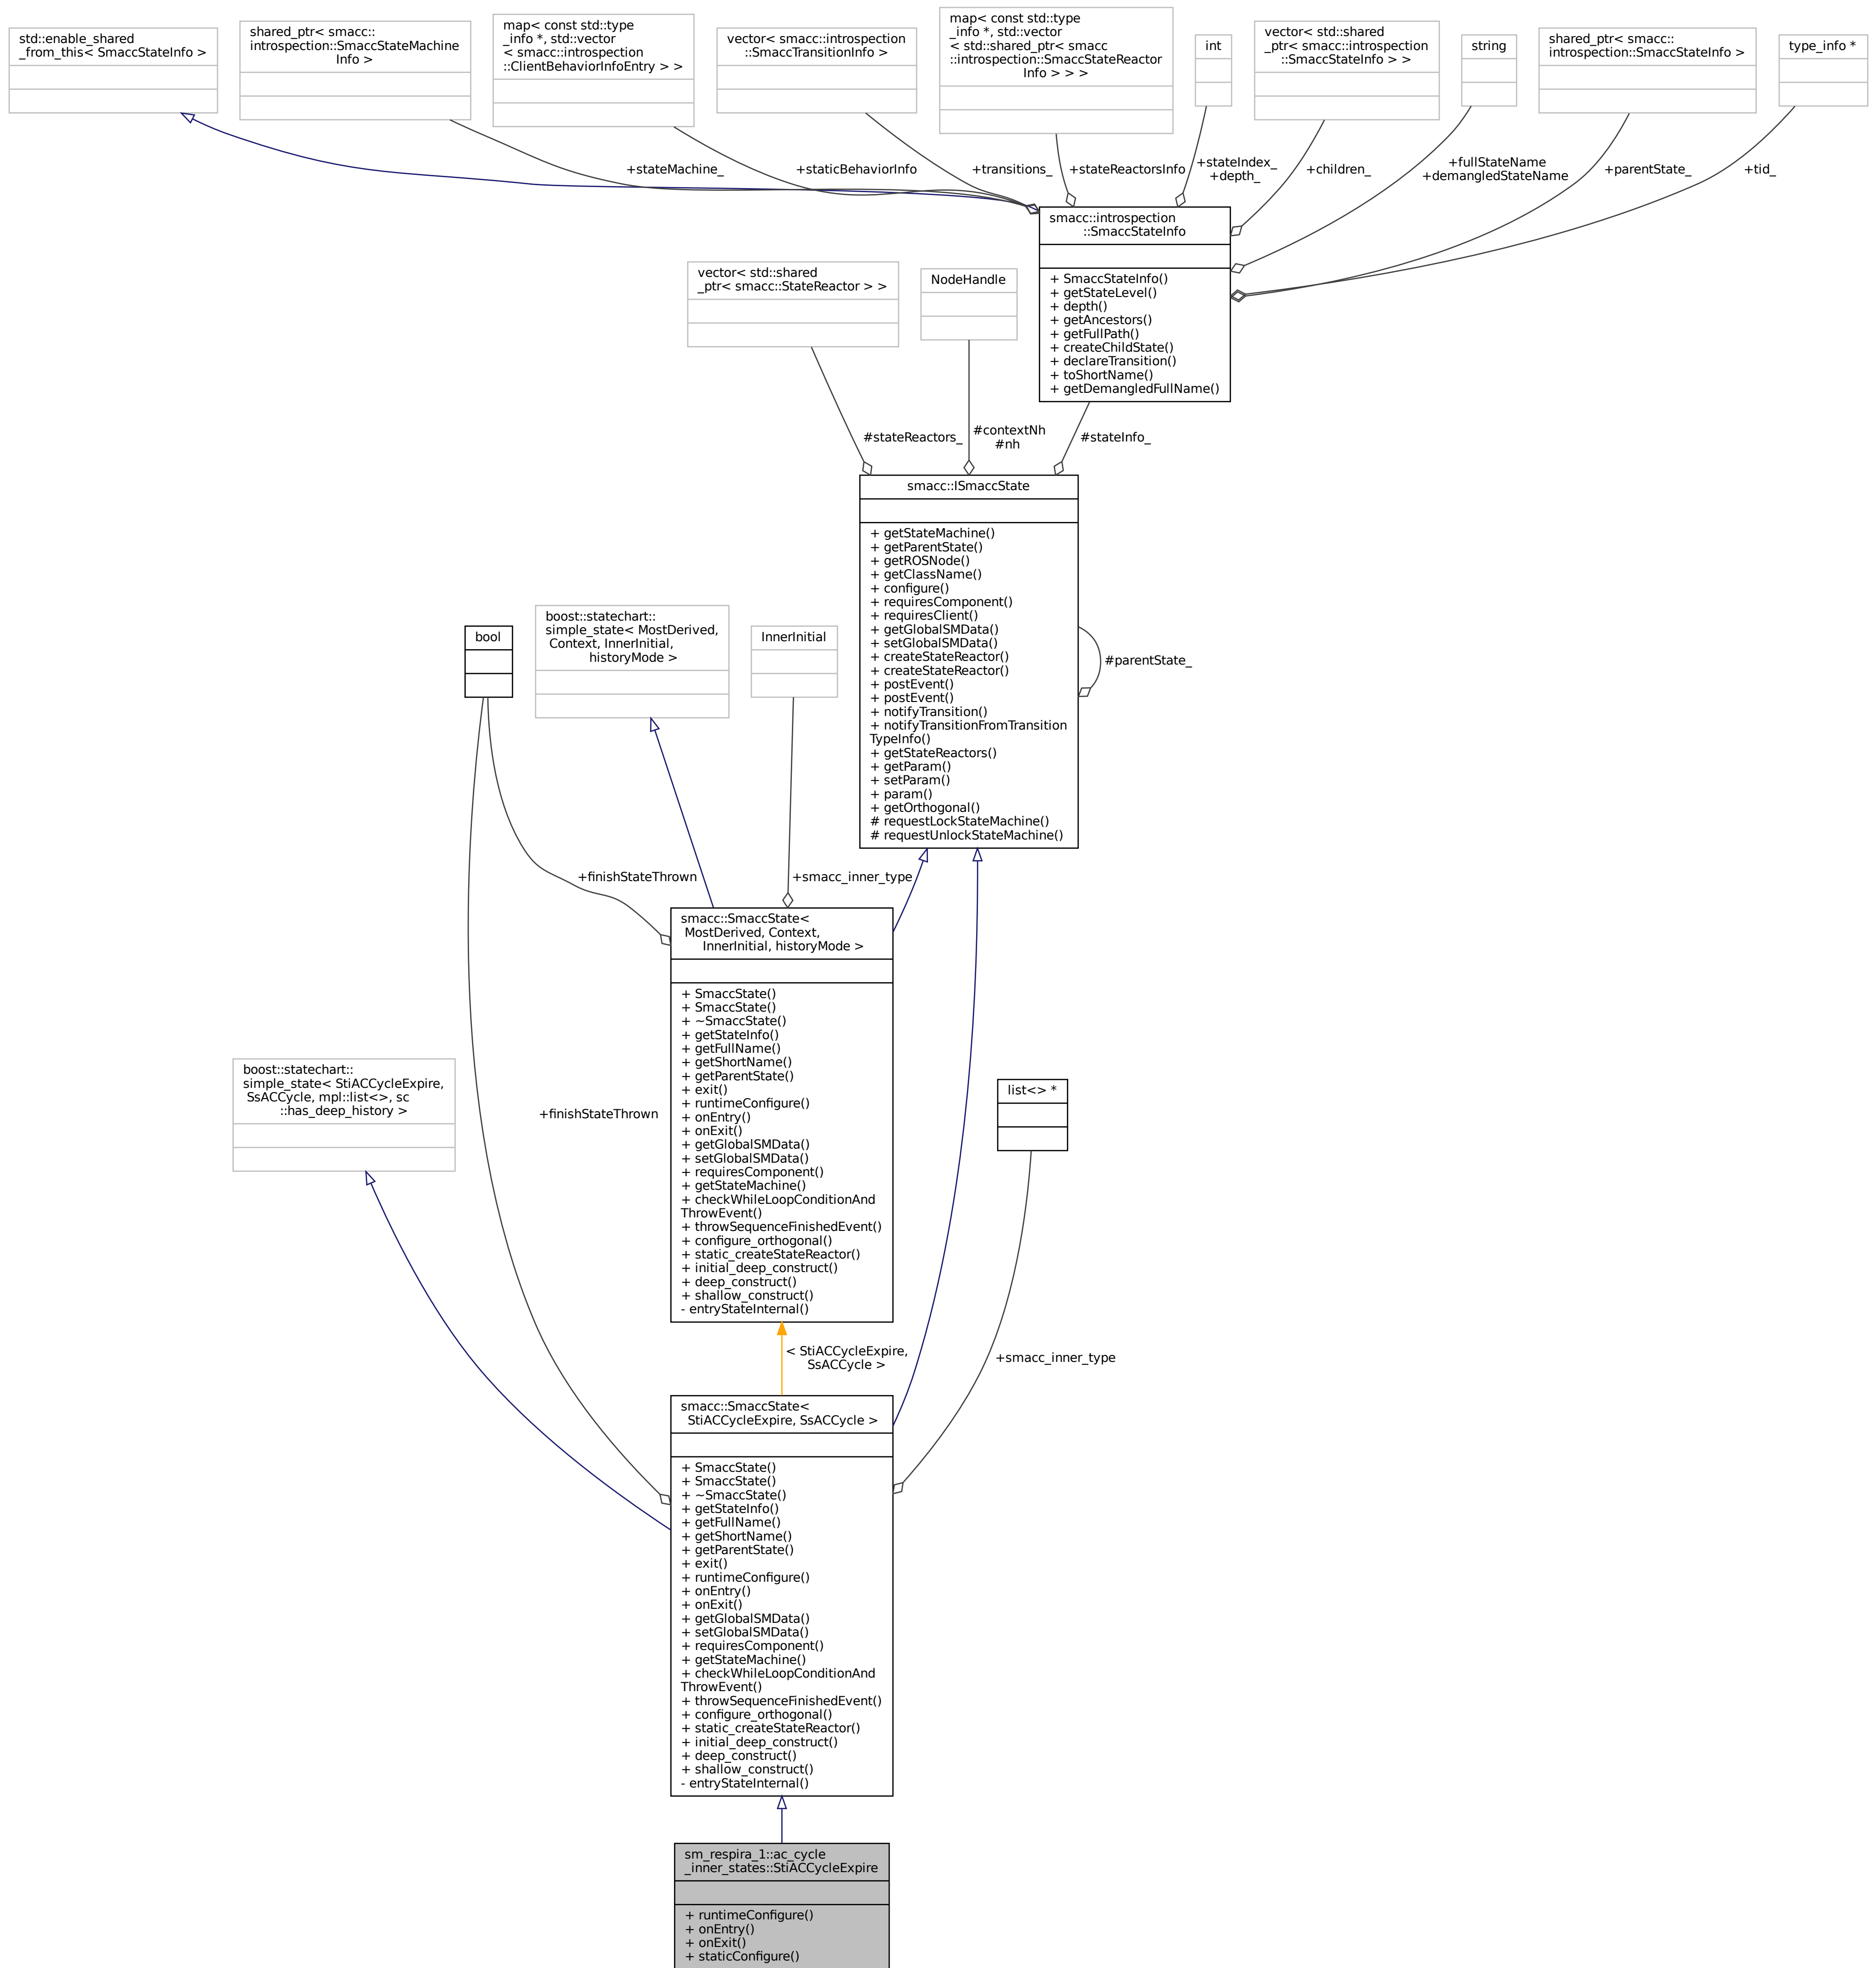 std::enable_shared
_from_this< SmaccStateInfo >
shared_ptr< smacc::
introspection::SmaccStateMachine
Info >
map< const std::type
_info *, std::vector
< smacc::introspection
::ClientBehaviorInfoEntry > >
vector< smacc::introspection
::SmaccTransitionInfo >
map< const std::type
_info *, std::vector
< std::shared_ptr< smacc
::introspection::SmaccStateReactor
Info > > >
int
vector< std::shared
_ptr< smacc::introspection
::SmaccStateInfo > >
string
shared_ptr< smacc::
introspection::SmaccStateInfo >
type_info *
+stateMachine_
+staticBehaviorInfo
+transitions_
+stateReactorsInfo
+stateIndex_
+depth_
+children_
+fullStateName
+demangledStateName
+parentState_
+tid_
smacc::introspection
::SmaccStateInfo
+ SmaccStateInfo()
+ getStateLevel()
+ depth()
+ getAncestors()
+ getFullPath()
+ createChildState()
+ declareTransition()
+ toShortName()
+ getDemangledFullName()
vector< std::shared
_ptr< smacc::StateReactor > >
NodeHandle
#stateReactors_
#contextNh
#nh
#stateInfo_
smacc::ISmaccState
+ getStateMachine()
+ getParentState()
+ getROSNode()
+ getClassName()
+ configure()
+ requiresComponent()
+ requiresClient()
+ getGlobalSMData()
+ setGlobalSMData()
+ createStateReactor()
+ createStateReactor()
+ postEvent()
+ postEvent()
+ notifyTransition()
+ notifyTransitionFromTransition
TypeInfo()
+ getStateReactors()
+ getParam()
+ setParam()
+ param()
+ getOrthogonal()
# requestLockStateMachine()
# requestUnlockStateMachine()
#parentState_
bool
boost::statechart::
simple_state< MostDerived,
Context, InnerInitial,
historyMode >
InnerInitial
+finishStateThrown
+smacc_inner_type
smacc::SmaccState<
MostDerived, Context,
InnerInitial, historyMode >
+ SmaccState()
+ SmaccState()
+ ~SmaccState()
+ getStateInfo()
+ getFullName()
+ getShortName()
+ getParentState()
+ exit()
+ runtimeConfigure()
+ onEntry()
+ onExit()
+ getGlobalSMData()
+ setGlobalSMData()
+ requiresComponent()
+ getStateMachine()
+ checkWhileLoopConditionAnd
ThrowEvent()
+ throwSequenceFinishedEvent()
+ configure_orthogonal()
+ static_createStateReactor()
+ initial_deep_construct()
+ deep_construct()
+ shallow_construct()
- entryStateInternal()
boost::statechart::
simple_state< StiACCycleExpire,
SsACCycle, mpl::list<>, sc
::has_deep_history >
+finishStateThrown
list<> *
< StiACCycleExpire,
SsACCycle >
+smacc_inner_type
smacc::SmaccState<
StiACCycleExpire, SsACCycle >
+ SmaccState()
+ SmaccState()
+ ~SmaccState()
+ getStateInfo()
+ getFullName()
+ getShortName()
+ getParentState()
+ exit()
+ runtimeConfigure()
+ onEntry()
+ onExit()
+ getGlobalSMData()
+ setGlobalSMData()
+ requiresComponent()
+ getStateMachine()
+ checkWhileLoopConditionAnd
ThrowEvent()
+ throwSequenceFinishedEvent()
+ configure_orthogonal()
+ static_createStateReactor()
+ initial_deep_construct()
+ deep_construct()
+ shallow_construct()
- entryStateInternal()
sm_respira_1::ac_cycle
_inner_states::StiACCycleExpire
+ runtimeConfigure()
+ onEntry()
+ onExit()
+ staticConfigure()